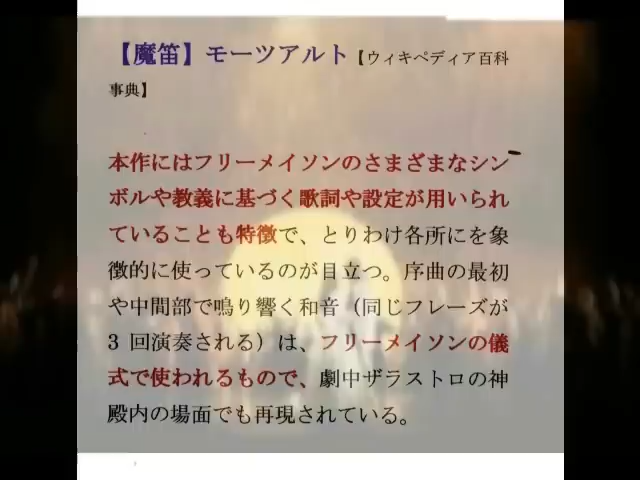 【魔笛】モーツアルト【ウィキペディア百科
事典】
本作にはフリーメイソンのさまざまなシン
ボルや教義に基づく歌詞や設定が用いられ
ていることも特徴で、とりわけ各所にを象
徴的に使っているのが目立つ。序曲の最初
や中間部で鳴り響く和音（同じフレーズが
3 回演奏される）は、フリーメイソンの儀
式で使われるもので、劇中ザラストロの神
殿内の場面でも再現されている。